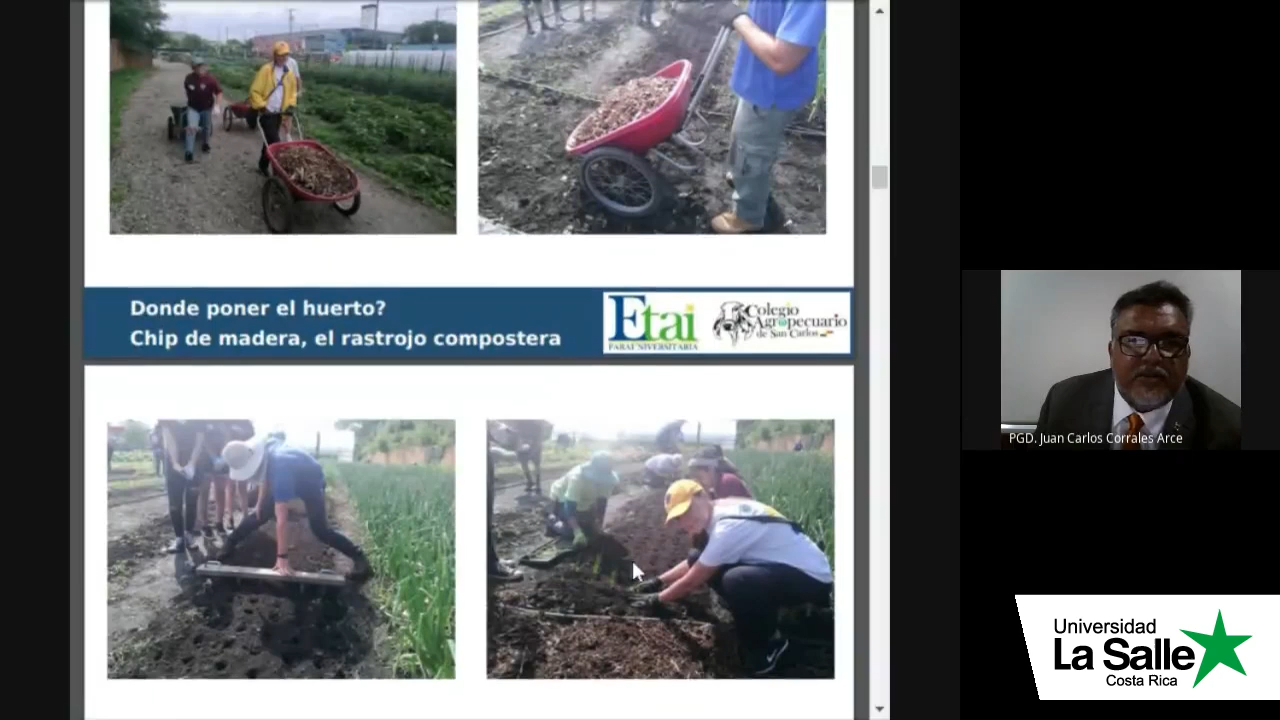 Donde poner el huerto?
Chip de madera, el rastrojo compostera
Etai
PARAUNIVERSITARIA
Colegio
Agropecuario
de San Carlos
PGD. Juan Carlos Corrales Arce
Universidad
La Salle
Costa Rica